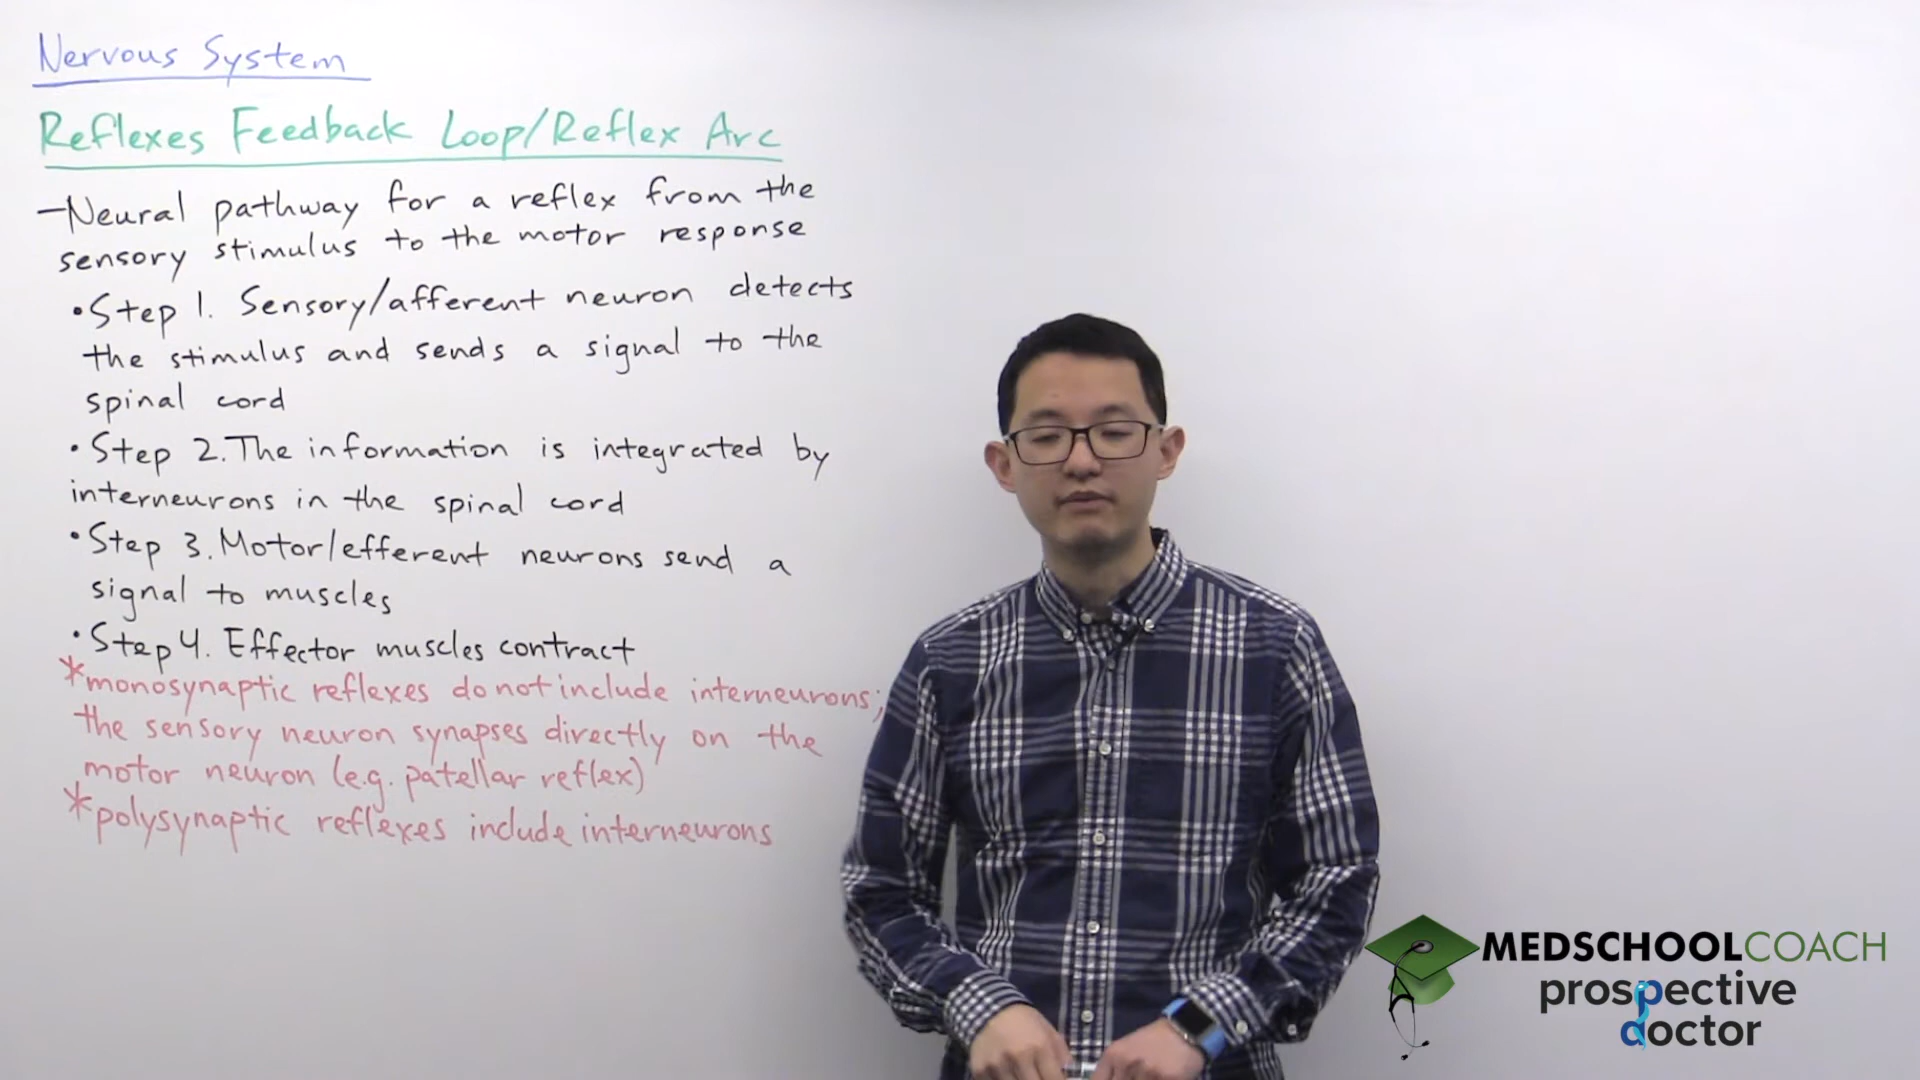 Nervous System
Reflexes Feedback Loop/Reflex Arc
-Neural pathway for a reflex from the
sensory stimulus to the motor response
•Step 1. Sensory/afferent neuron detects
the stimulus and sends a signal to the
spinal cord
•Step 2. The information is integrated by
interneurons in the spinal cord
•Step 3. Motor/efferent neurons send a
signal to muscles
•Step 4. Effector muscles contract
*monosynaptic reflexes do not include interneurons;
the sensory neuron synapses directly on the
motor neuron (e.g. patellar reflex)
*polysynaptic reflexes include interneurons
MEDSCHOOLCOACH
prospective
doctor